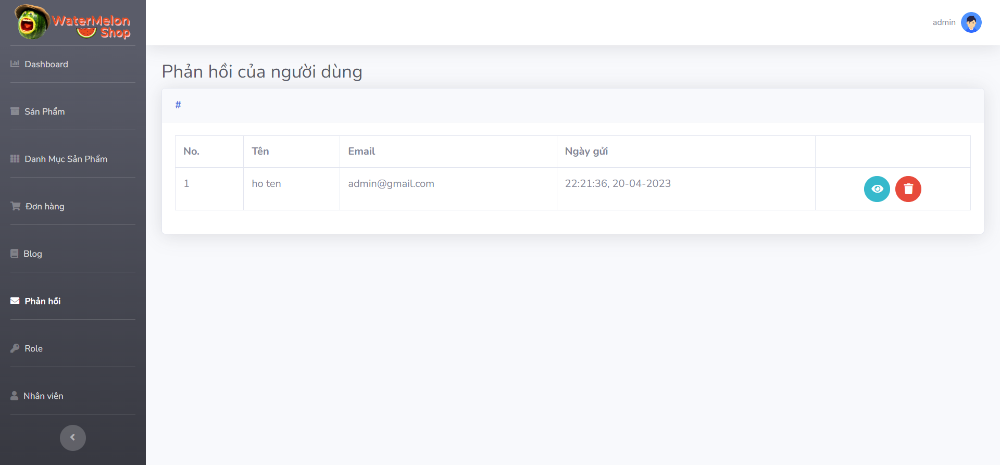 WaterMelon
Shop
admin
Dashboard
Sản Phẩm
Danh Mục Sản Phẩm
Đơn hàng
Blog
Phản hồi
Role
Nhân viên
Phản hồi của người dùng
#
No. Tên Email Ngày gửi
1 ho ten admin@gmail.com 22:21:36, 20-04-2023